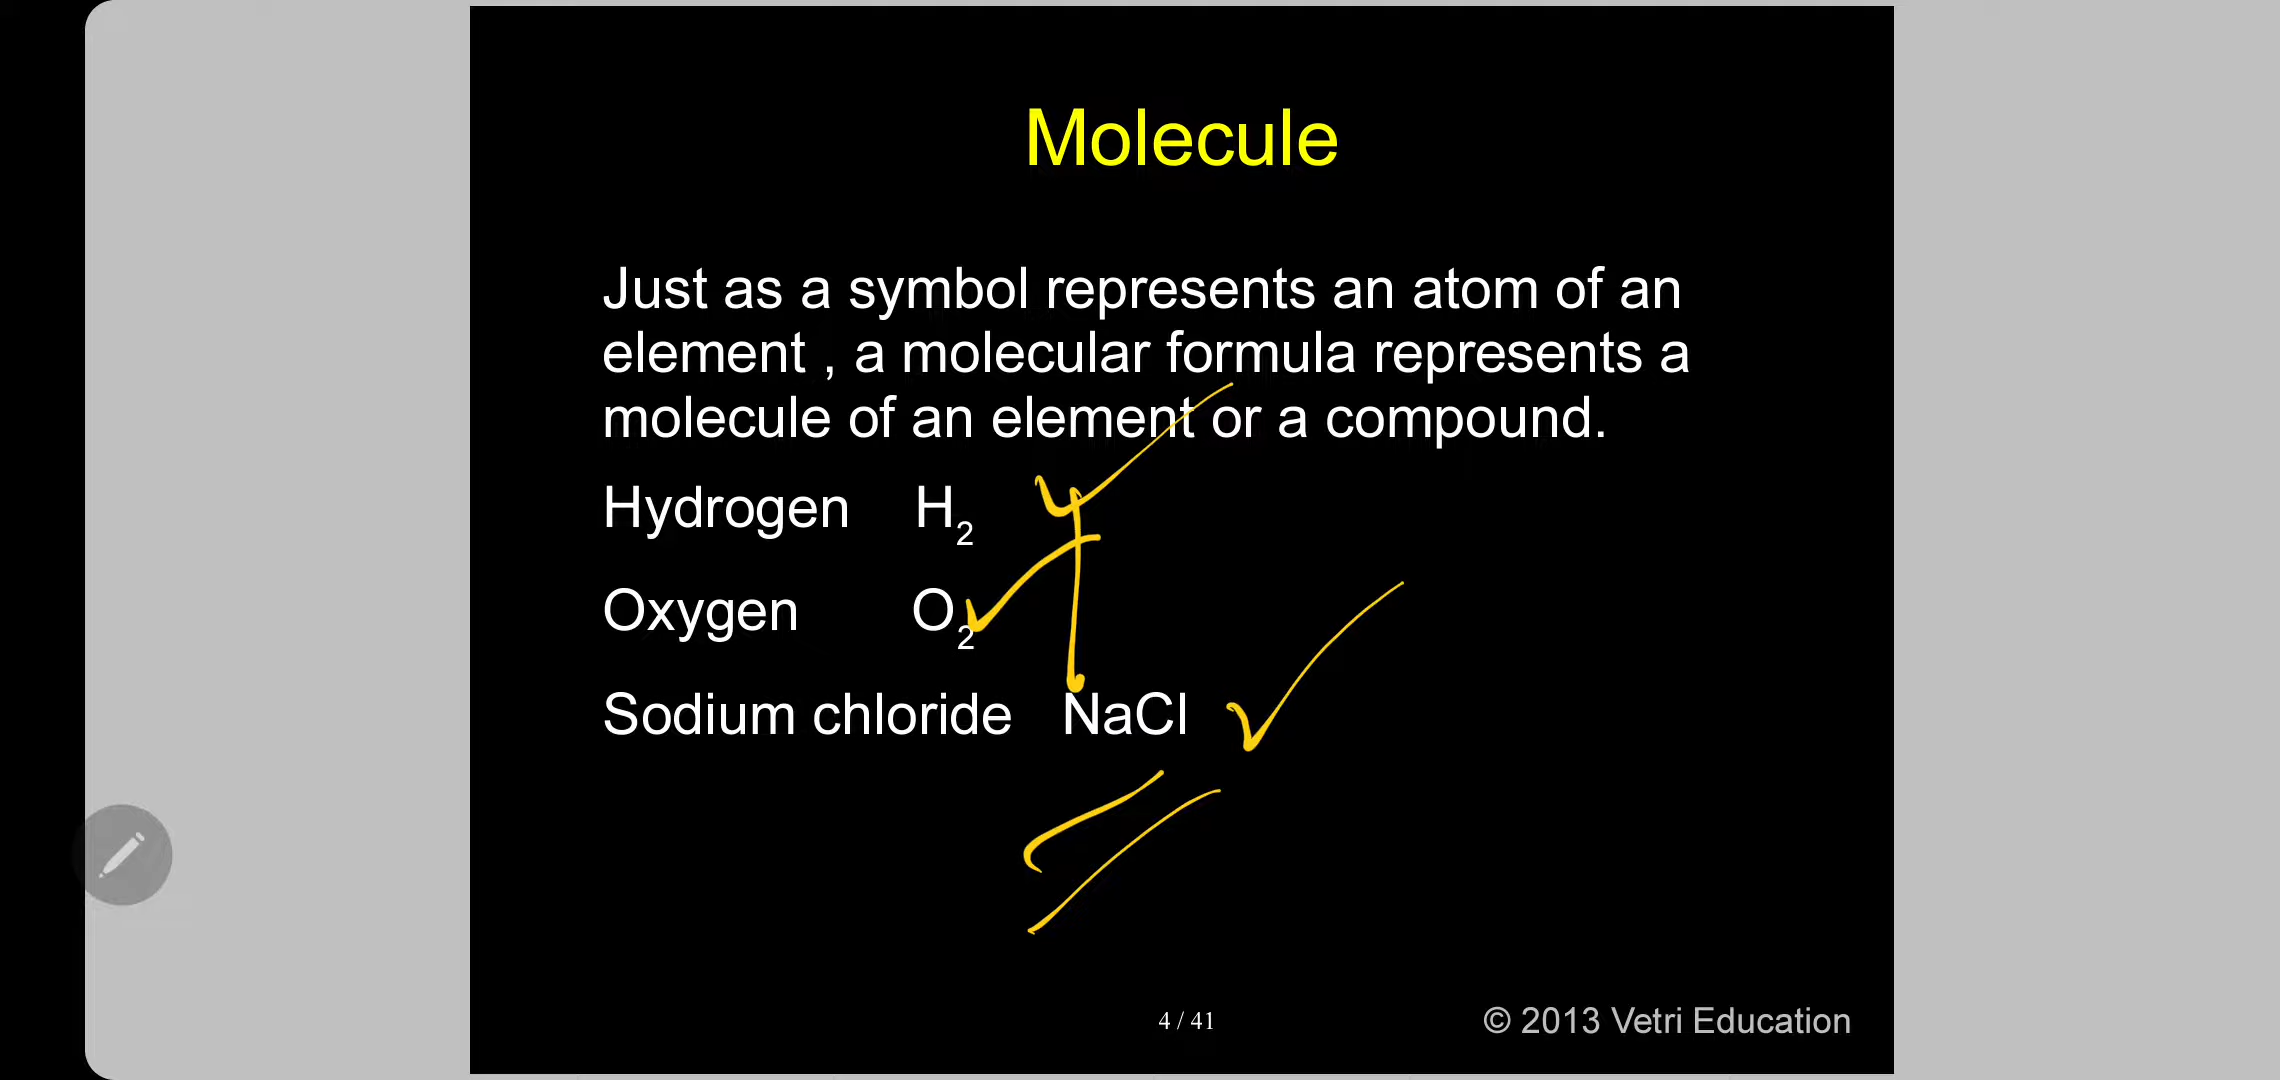 Molecule
Just as a symbol represents an atom of an
element , a molecular formula represents a
molecule of an element or a compound.
Hydrogen H₂
Oxygen O₂
Sodium chloride NaCl
4 / 41
© 2013 Vetri Education